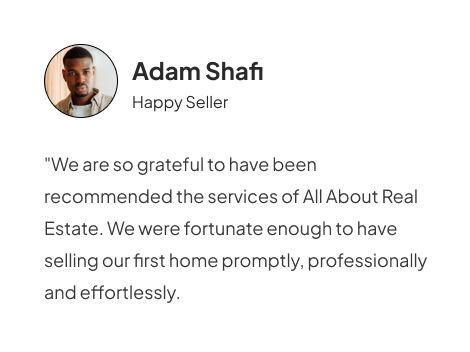 Adam Shafi
Happy Seller
"We are so grateful to have been
recommended the services of All About Real
Estate. We were fortunate enough to have
selling our first home promptly, professionally
and effortlessly.